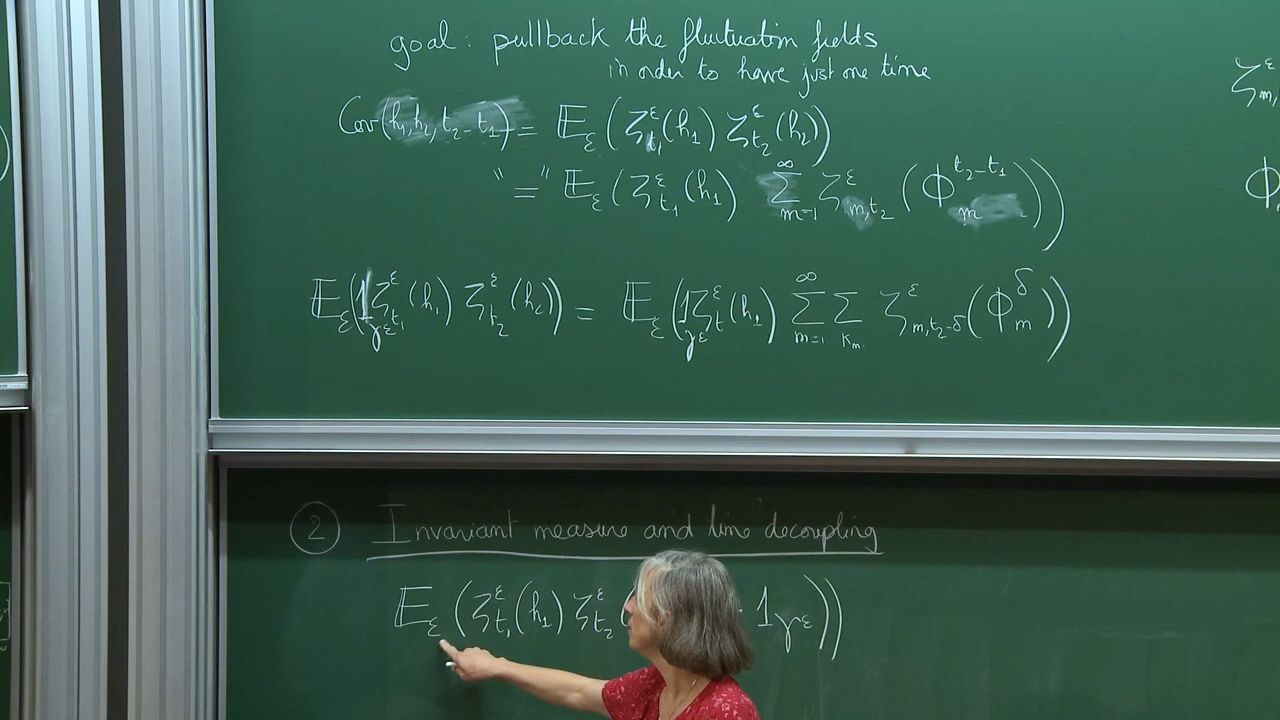 goal: pullback the fluctuation fields
in order to have just one time
Cov(h₁,h₂,t₂-t₁) = 𝔼_ε(ζ^ε_{t₁}(h₁) ζ^ε_{t₂}(h₂))
"=" 𝔼_ε(ζ^ε_{t₁}(h₁) ∑_{m=1}^∞ ζ^ε_{m,t₂}(ϕ_m^{t₂-t₁}))
𝔼_ε(1_{γ^ε} ζ^ε_{t₁}(h₁) ζ^ε_{t₂}(h₂)) = 𝔼_ε(1_{γ^ε} ζ^ε_t(h₁) ∑_{m=1}^∞ ∑_{K_m} ζ^ε_{m,t₂-δ}(ϕ_m^δ))
ζ^ε_{m,
ϕ
② Invariant measure and time decoupling
𝔼_ε(ζ^ε_{t₁}(h₁) ζ^ε_{t₂}( 1_{γ^ε}))